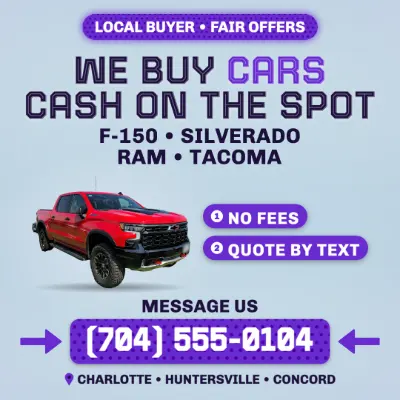 LOCAL BUYER • FAIR OFFERS
WE BUY CARS
CASH ON THE SPOT
F-150 • SILVERADO
RAM • TACOMA
1 NO FEES
2 QUOTE BY TEXT
MESSAGE US
(704) 555-0104
CHARLOTTE • HUNTERSVILLE • CONCORD